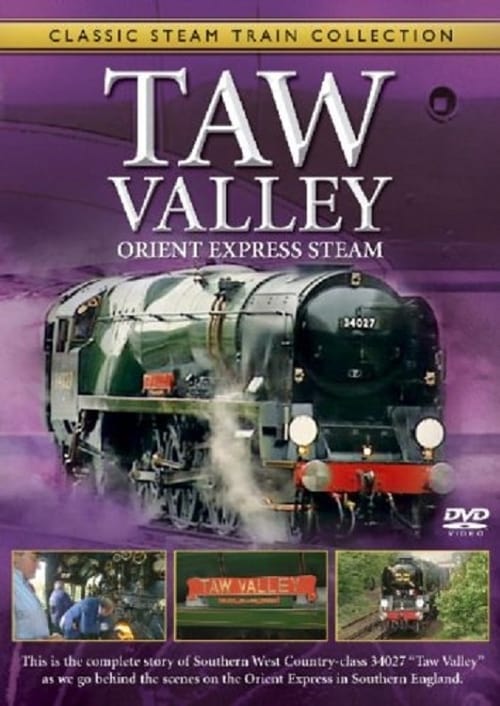 CLASSIC STEAM TRAIN COLLECTION
TAW
VALLEY
ORIENT EXPRESS STEAM
34027
DVD
VIDEO
TAW VALLEY
This is the complete story of Southern West Country-class 34027 "Taw Valley"
as we go behind the scenes on the Orient Express in Southern England.